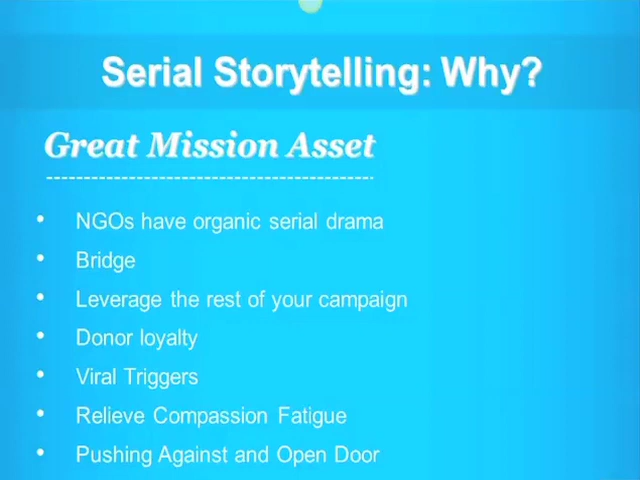 Serial Storytelling: Why?
Great Mission Asset
• NGOs have organic serial drama
• Bridge
• Leverage the rest of your campaign
• Donor loyalty
• Viral Triggers
• Relieve Compassion Fatigue
• Pushing Against and Open Door